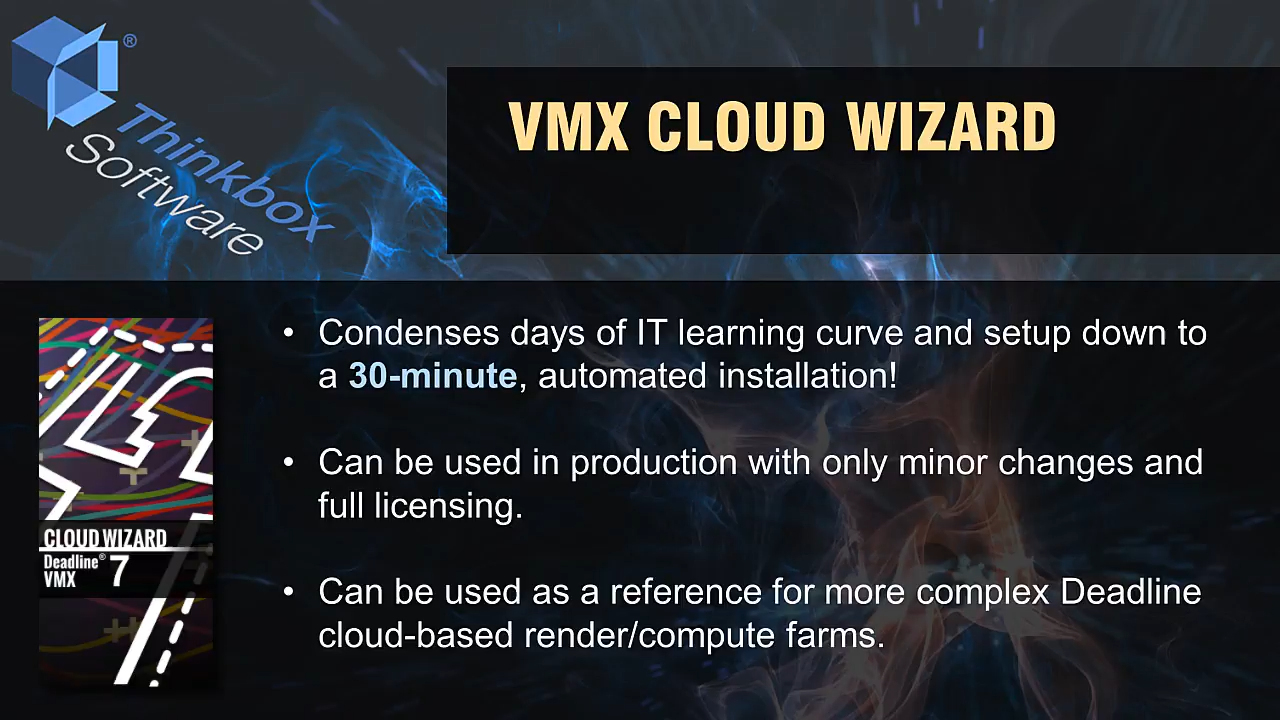 Thinkbox®
Software
VMX CLOUD WIZARD
• Condenses days of IT learning curve and setup down to
a 30-minute, automated installation!
• Can be used in production with only minor changes and
full licensing.
• Can be used as a reference for more complex Deadline
cloud-based render/compute farms.
CLOUD WIZARD
Deadline® 7
VMX